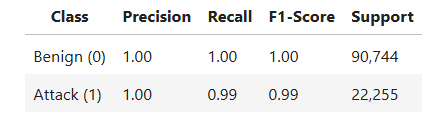 Class Precision Recall F1-Score Support
Benign (0) 1.00 1.00 1.00 90,744
Attack (1) 1.00 0.99 0.99 22,255